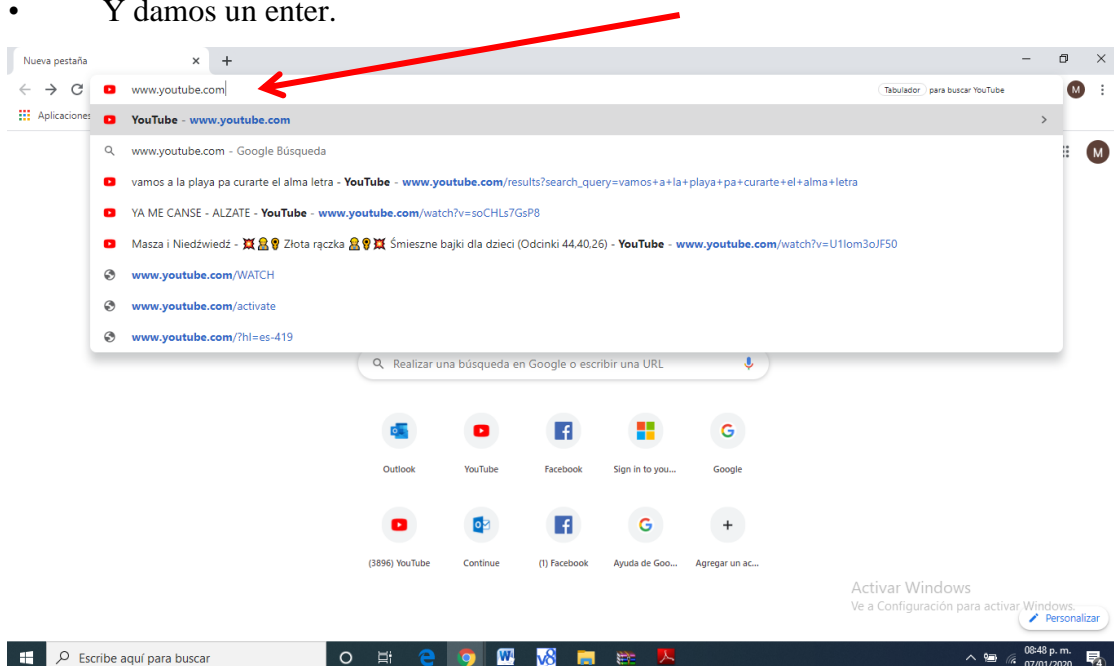 • Y damos un enter.
Nueva pestaña
www.youtube.com
Tabulador para buscar YouTube
M
Aplicaciones
YouTube - www.youtube.com
www.youtube.com - Google Búsqueda
M
vamos a la playa pa curarte el alma letra - YouTube - www.youtube.com/results?search_query=vamos+a+la+playa+pa+curarte+el+alma+letra
YA ME CANSE - ALZATE - YouTube - www.youtube.com/watch?v=soCHLs7GsP8
Masza i Niedźwiedź - 💥👷💡 Złota rączka 👷💡💥 Śmieszne bajki dla dzieci (Odcinki 44,40,26) - YouTube - www.youtube.com/watch?v=U1Iom3oJF50
www.youtube.com/WATCH
www.youtube.com/activate
www.youtube.com/?hl=es-419
Realizar una búsqueda en Google o escribir una URL
Outlook YouTube Facebook Sign in to you... Google
(3896) YouTube Continue (1) Facebook Ayuda de Goo... Agregar un ac...
Activar Windows
Ve a Configuración para activar Windows.
Personalizar
Escribe aquí para buscar
08:48 p. m.
07/01/2020
4